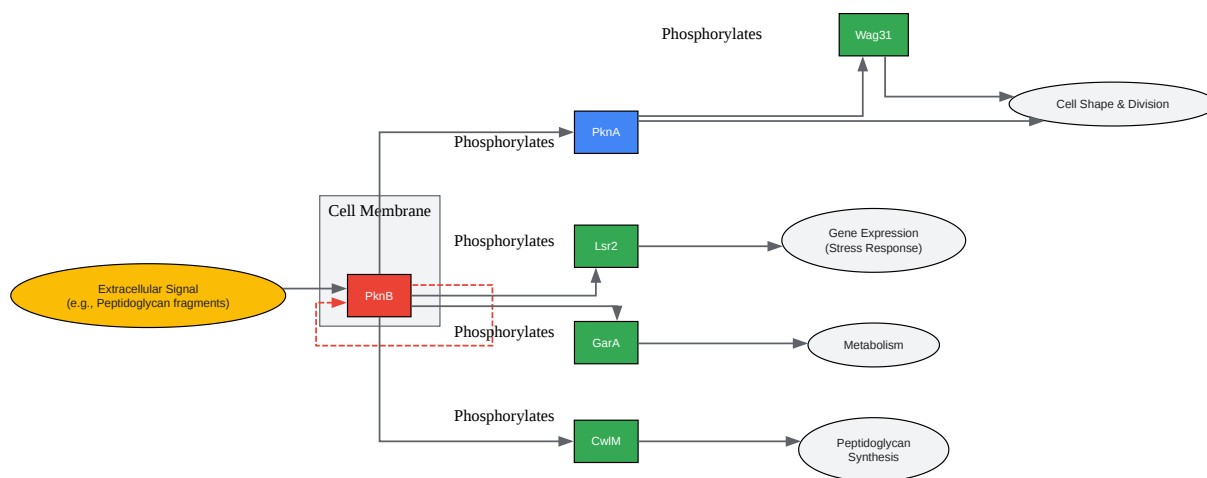 Phosphorylates
Wag31
Cell Shape & Division
PknA
Phosphorylates
Cell Membrane
Phosphorylates
Lsr2
Gene Expression
(Stress Response)
Extracellular Signal
(e.g., Peptidoglycan fragments)
PknB
Phosphorylates
GarA
Metabolism
Phosphorylates
CwlM
Peptidoglycan
Synthesis